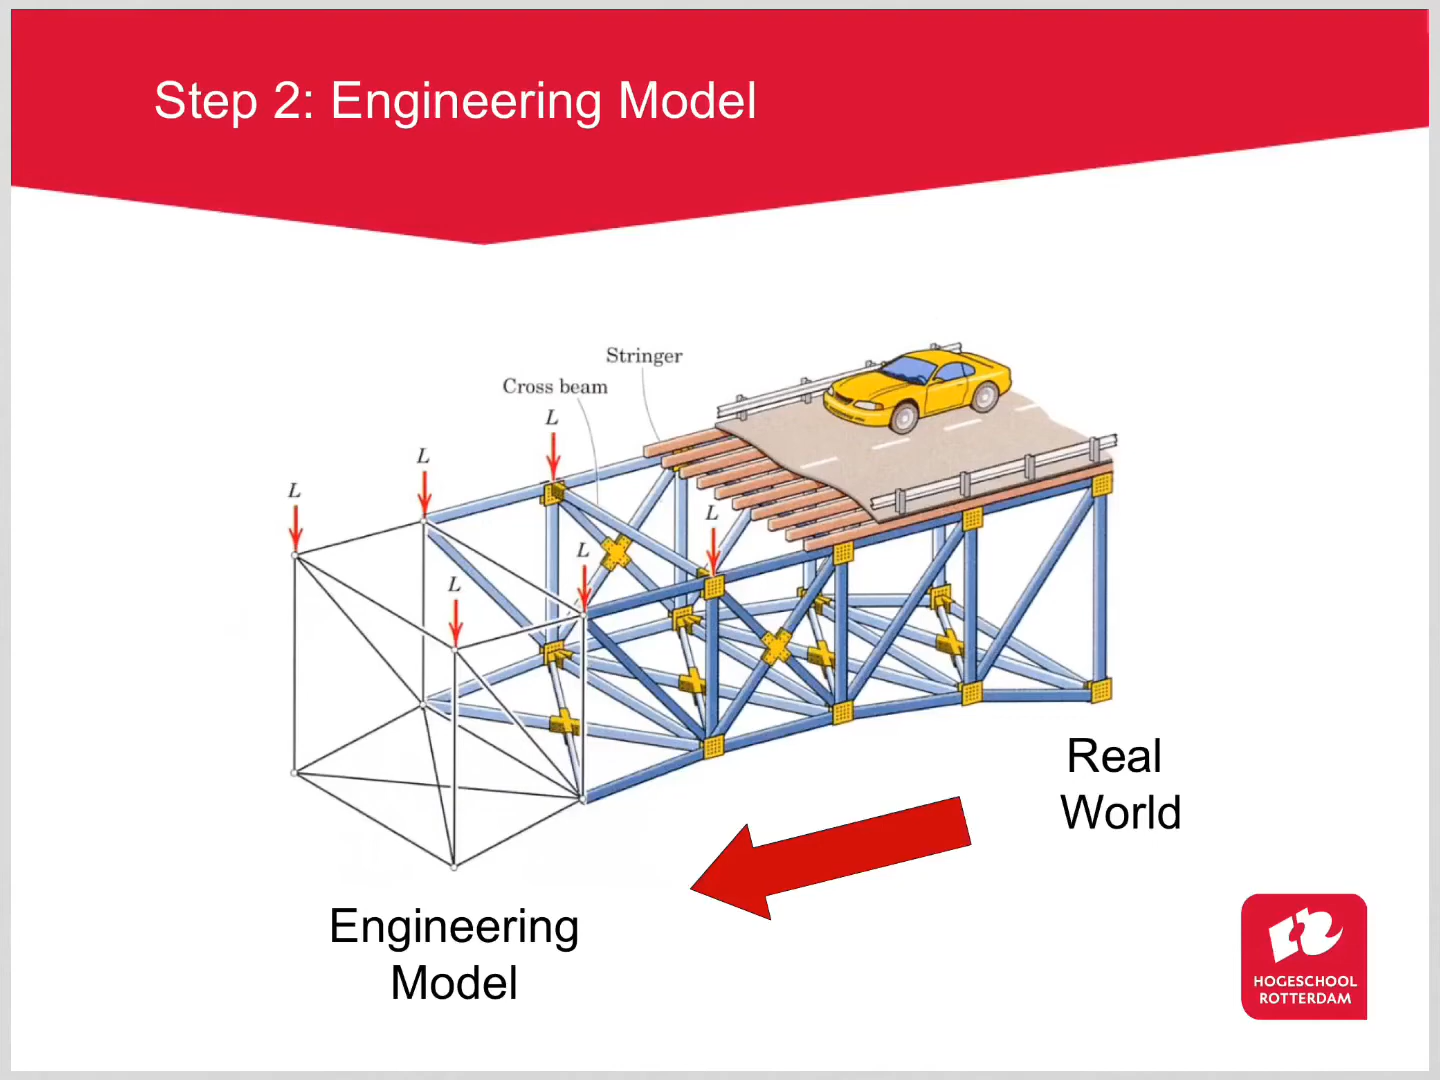 Step 2: Engineering Model
Stringer
Cross beam
L
L
L
L
L
L
Real
World
Engineering
Model
HOGESCHOOL
ROTTERDAM